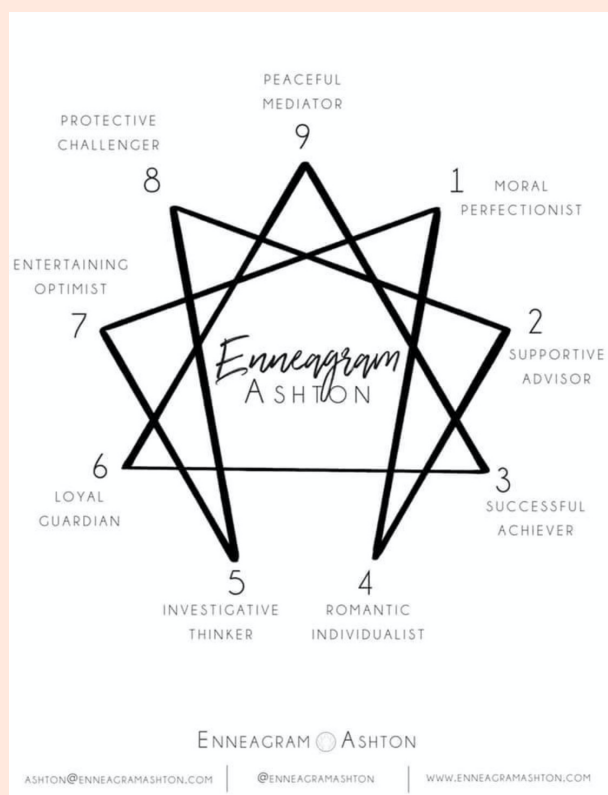 PEACEFUL
MEDIATOR
9
PROTECTIVE
CHALLENGER
8
1
MORAL
PERFECTIONIST
ENTERTAINING
OPTIMIST
7
2
SUPPORTIVE
ADVISOR
Enneagram
ASHTON
6
LOYAL
GUARDIAN
3
SUCCESSFUL
ACHIEVER
5
INVESTIGATIVE
THINKER
4
ROMANTIC
INDIVIDUALIST
ENNEAGRAM ASHTON
ASHTON@ENNEAGRAMASHTON.COM
@ENNEAGRAMASHTON
WWW.ENNEAGRAMASHTON.COM